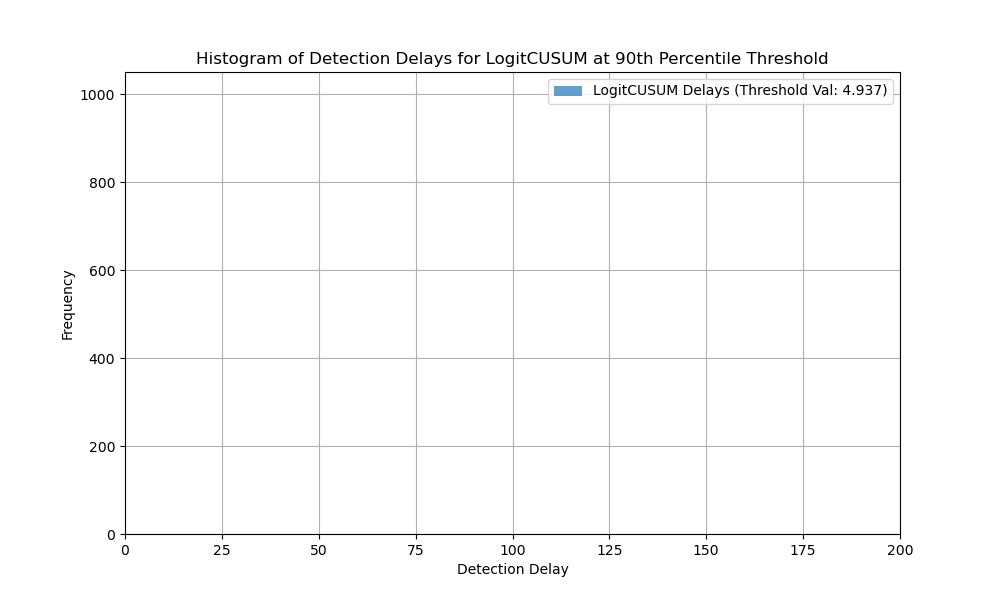 Histogram of Detection Delays for LogitCUSUM at 90th Percentile Threshold
LogitCUSUM Delays (Threshold Val: 4.937)
1000
800
600
400
200
0
Frequency
0 25 50 75 100 125 150 175 200
Detection Delay